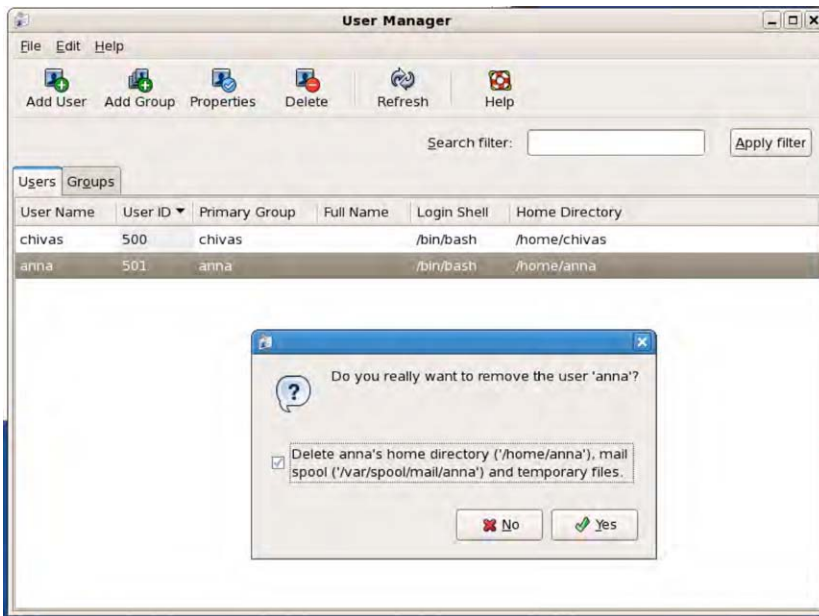 User Manager
File Edit Help
Add User Add Group Properties Delete Refresh Help
Search filter: Apply filter
Users Groups
User Name User ID Primary Group Full Name Login Shell Home Directory
chivas 500 chivas /bin/bash /home/chivas
anna 501 anna /bin/bash /home/anna
Do you really want to remove the user 'anna'?
Delete anna's home directory ('/home/anna'), mail
spool ('/var/spool/mail/anna') and temporary files.
No Yes